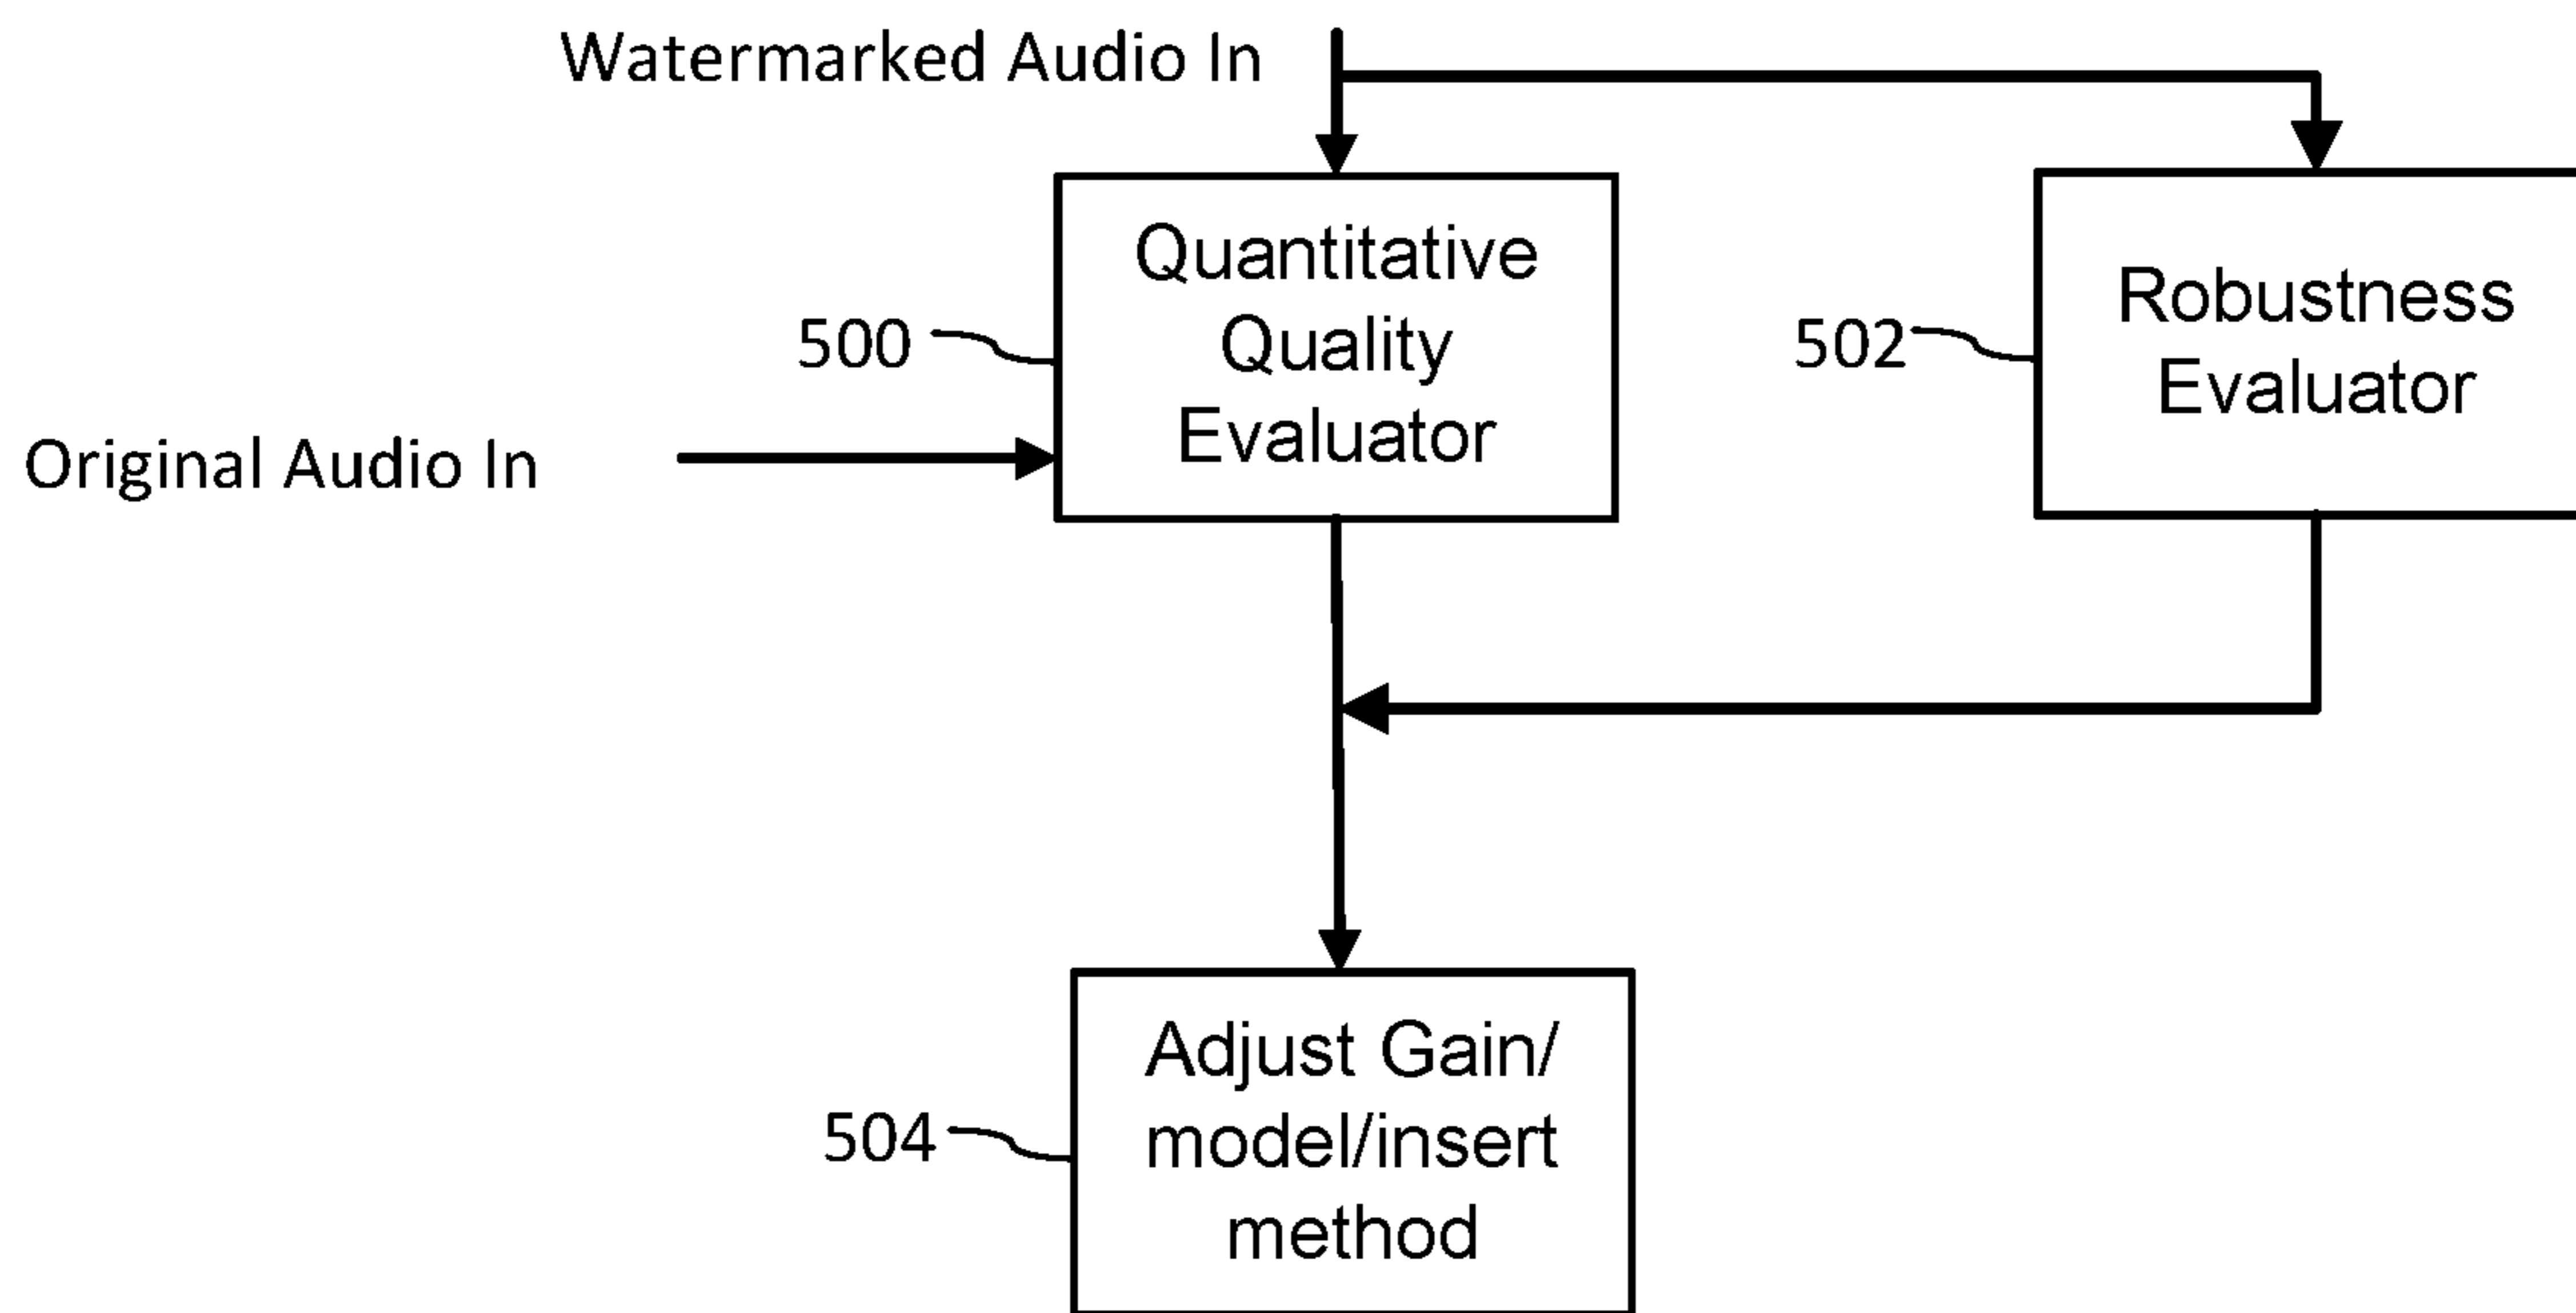 Watermarked Audio In
Quantitative
Quality
Evaluator
500
Robustness
Evaluator
502
Original Audio In
Adjust Gain/
model/insert
method
504